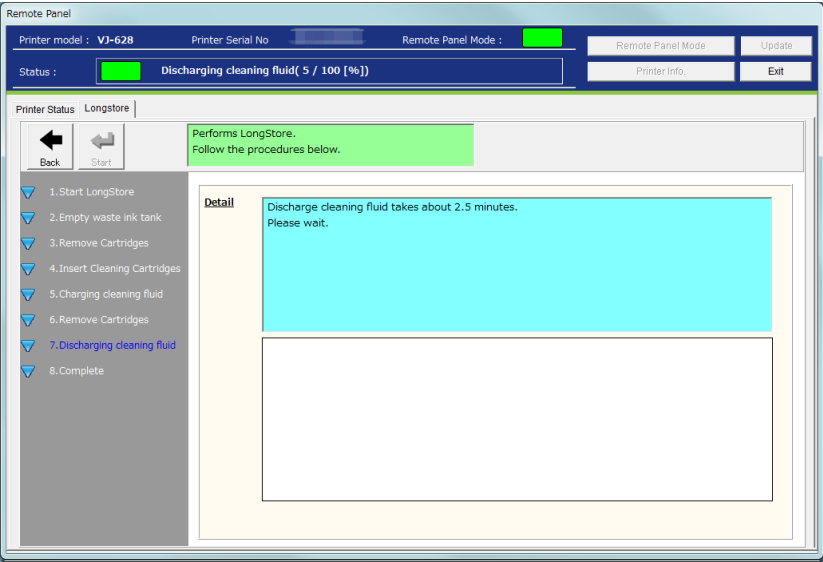 Remote Panel
Printer model : VJ-628 Printer Serial No Remote Panel Mode :
Remote Panel Mode Update
Status : Discharging cleaning fluid( 5 / 100 [%])
Printer Info. Exit
Printer Status Longstore
Back Start
Performs LongStore.
Follow the procedures below.
1.Start LongStore
2.Empty waste ink tank
3.Remove Cartridges
4.Insert Cleaning Cartridges
5.Charging cleaning fluid
6.Remove Cartridges
7.Discharging cleaning fluid
8.Complete
Detail
Discharge cleaning fluid takes about 2.5 minutes.
Please wait.